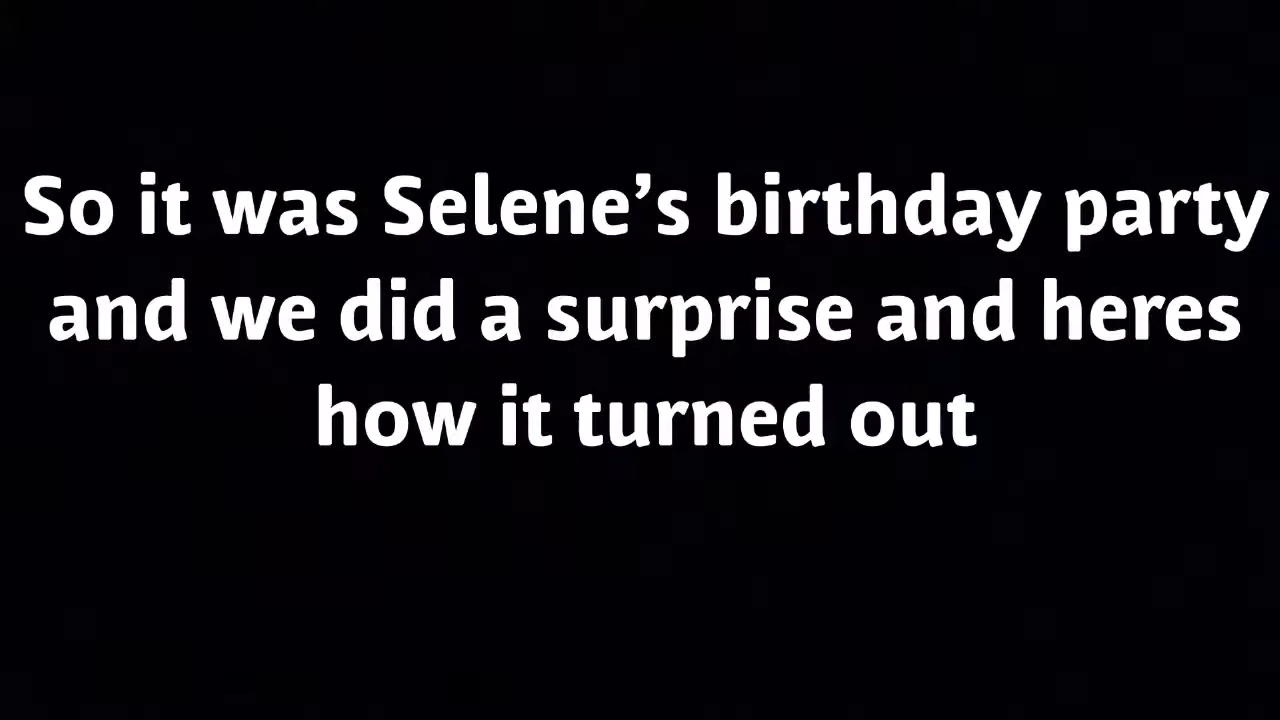 So it was Selene’s birthday party
and we did a surprise and heres
how it turned out